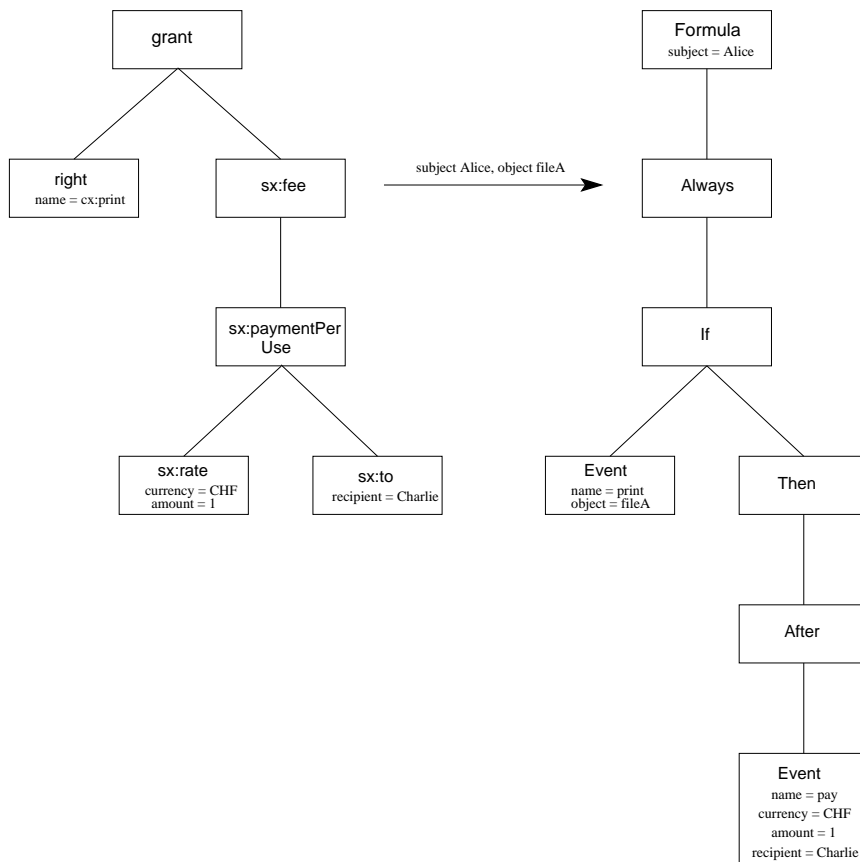 grant
Formula
subject = Alice
right
name = cx:print
sx:fee
subject Alice, object fileA
Always
sx:paymentPer
Use
If
sx:rate
currency = CHF
amount = 1
sx:to
recipient = Charlie
Event
name = print
object = fileA
Then
After
Event
name = pay
currency = CHF
amount = 1
recipient = Charlie